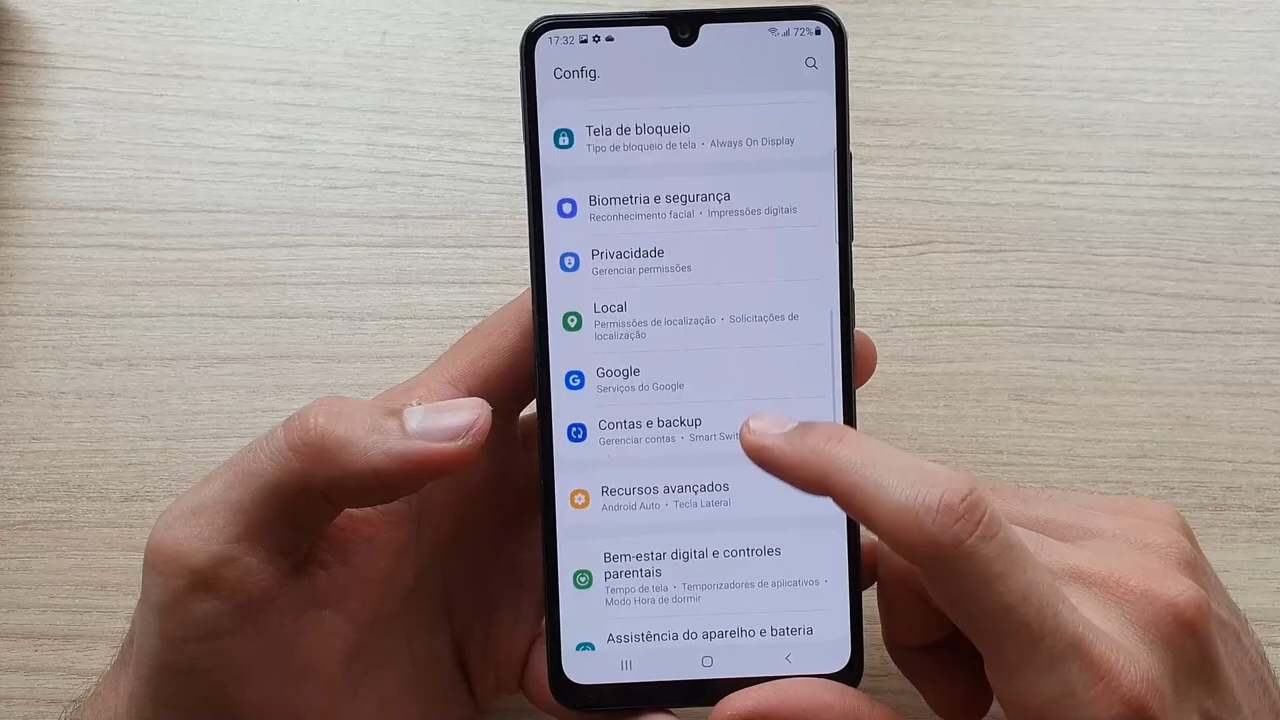 17:32
72%
Config.
Tela de bloqueio
Tipo de bloqueio de tela • Always On Display
Biometria e segurança
Reconhecimento facial • Impressões digitais
Privacidade
Gerenciar permissões
Local
Permissões de localização • Solicitações de
localização
Google
Serviços do Google
Contas e backup
Gerenciar contas • Smart
Recursos avançados
Android Auto • Tecla Lateral
Bem-estar digital e controles
parentais
Tempo de tela • Temporizadores de aplicativos •
Modo Hora de dormir
Assistência do aparelho e bateria